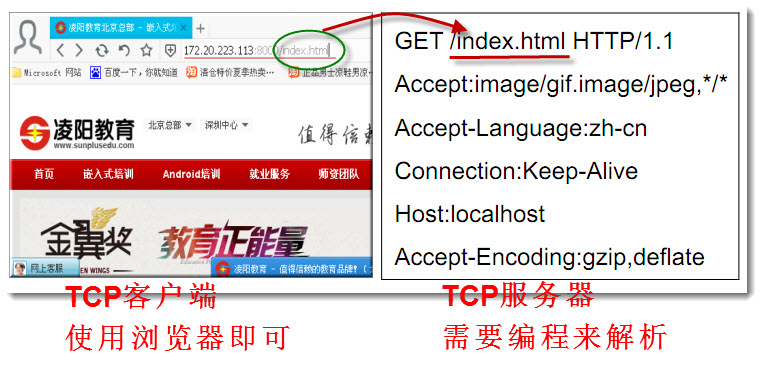 凌阳教育北京总部 - 嵌入式培
172.20.223.113:800
/index.html
Microsoft 网站
百度一下，你就知道
清仓特价夏季热卖…
正品男士凉鞋男凉…
凌阳教育
www.sunplusedu.com
北京总部
深圳中心
值得信赖
首页
嵌入式培训
Android培训
就业服务
师资团队
金翼奖
EN WINGS
教育正能量
网上客服
凌阳教育 - 值得信赖的教育品牌!
GET /index.html HTTP/1.1
Accept:image/gif.image/jpeg,*/*
Accept-Language:zh-cn
Connection:Keep-Alive
Host:localhost
Accept-Encoding:gzip,deflate
TCP客户端
使用浏览器即可
TCP服务器
需要编程来解析